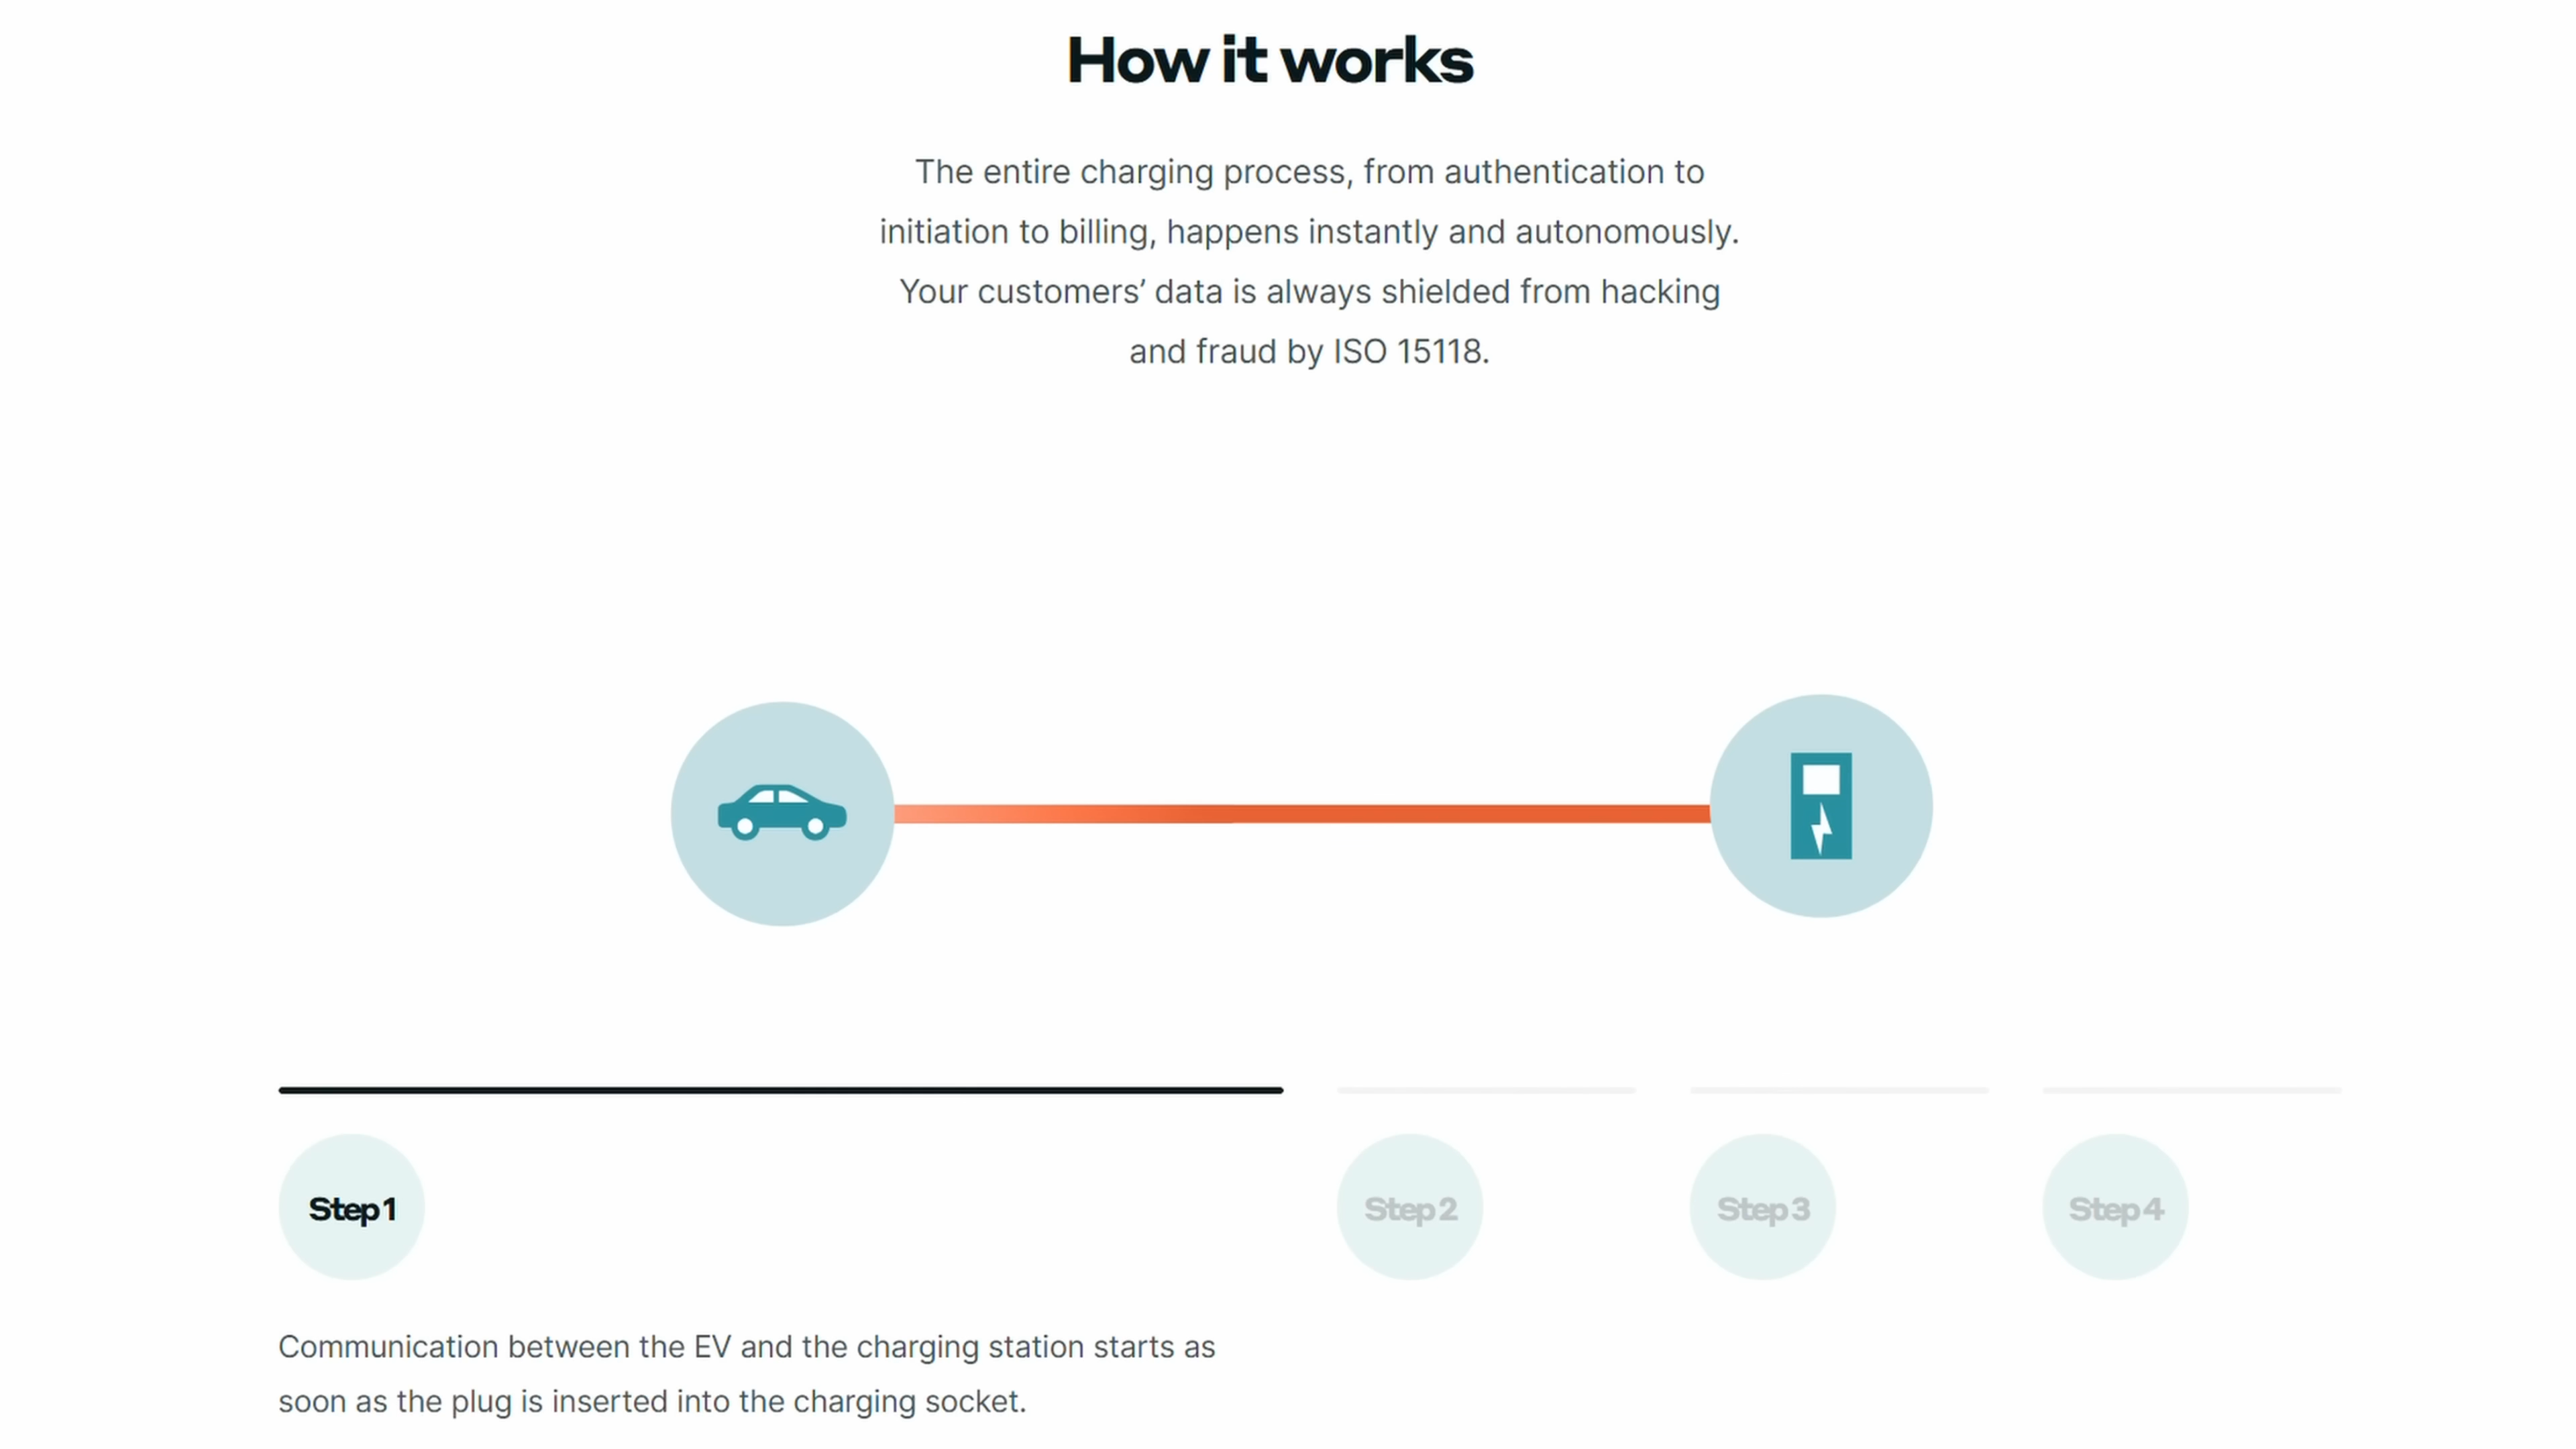 How it works
The entire charging process, from authentication to
initiation to billing, happens instantly and autonomously.
Your customers’ data is always shielded from hacking
and fraud by ISO 15118.
Step 1
Step 2
Step 3
Step 4
Communication between the EV and the charging station starts as
soon as the plug is inserted into the charging socket.